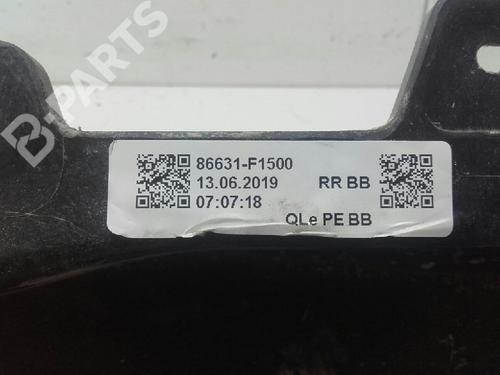 B-PARTS
86631-F1500
13.06.2019 RR BB
07:07:18
QLe PE BB